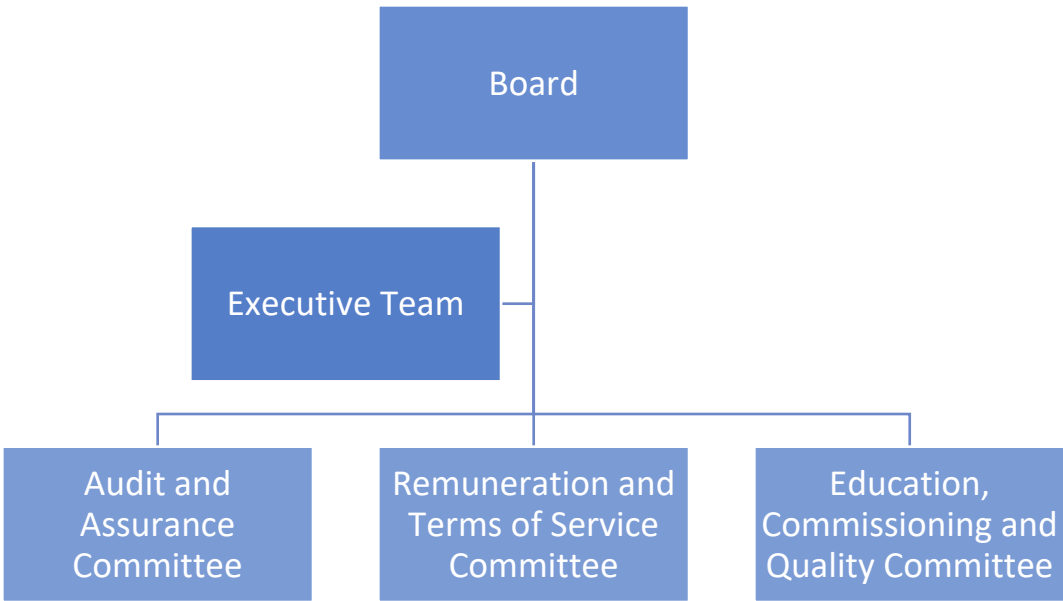 Board
Executive Team
Audit and
Assurance
Committee
Remuneration and
Terms of Service
Committee
Education,
Commissioning and
Quality Committee